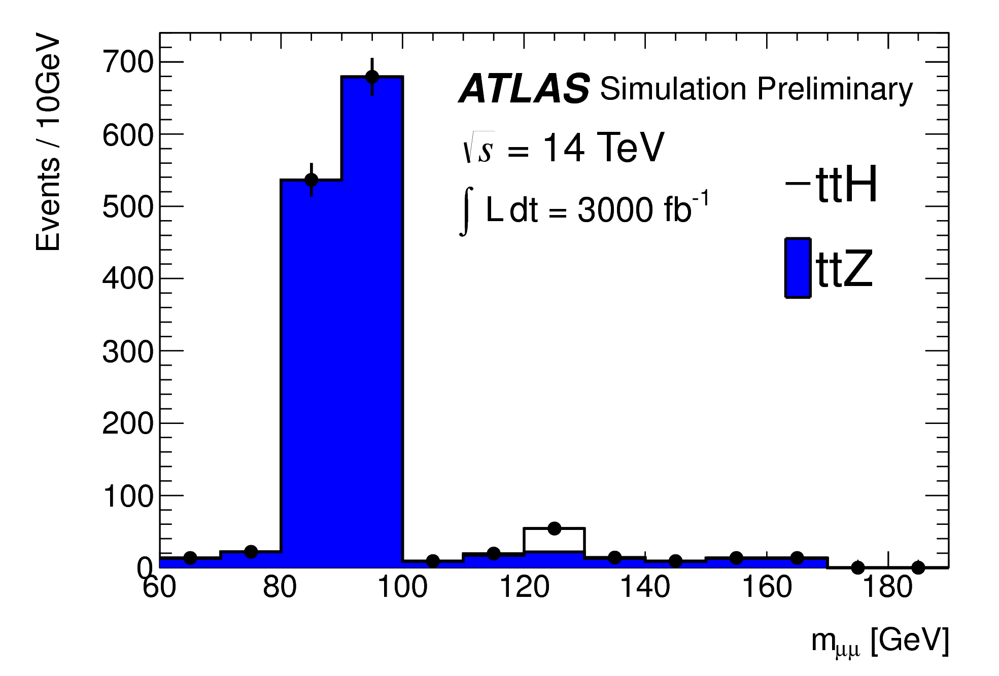 Events / 10GeV
700
600
500
400
300
200
100
0
ATLAS Simulation Preliminary
√s = 14 TeV
∫ L dt = 3000 fb⁻¹
ttH
ttZ
60 80 100 120 140 160 180
mμμ [GeV]